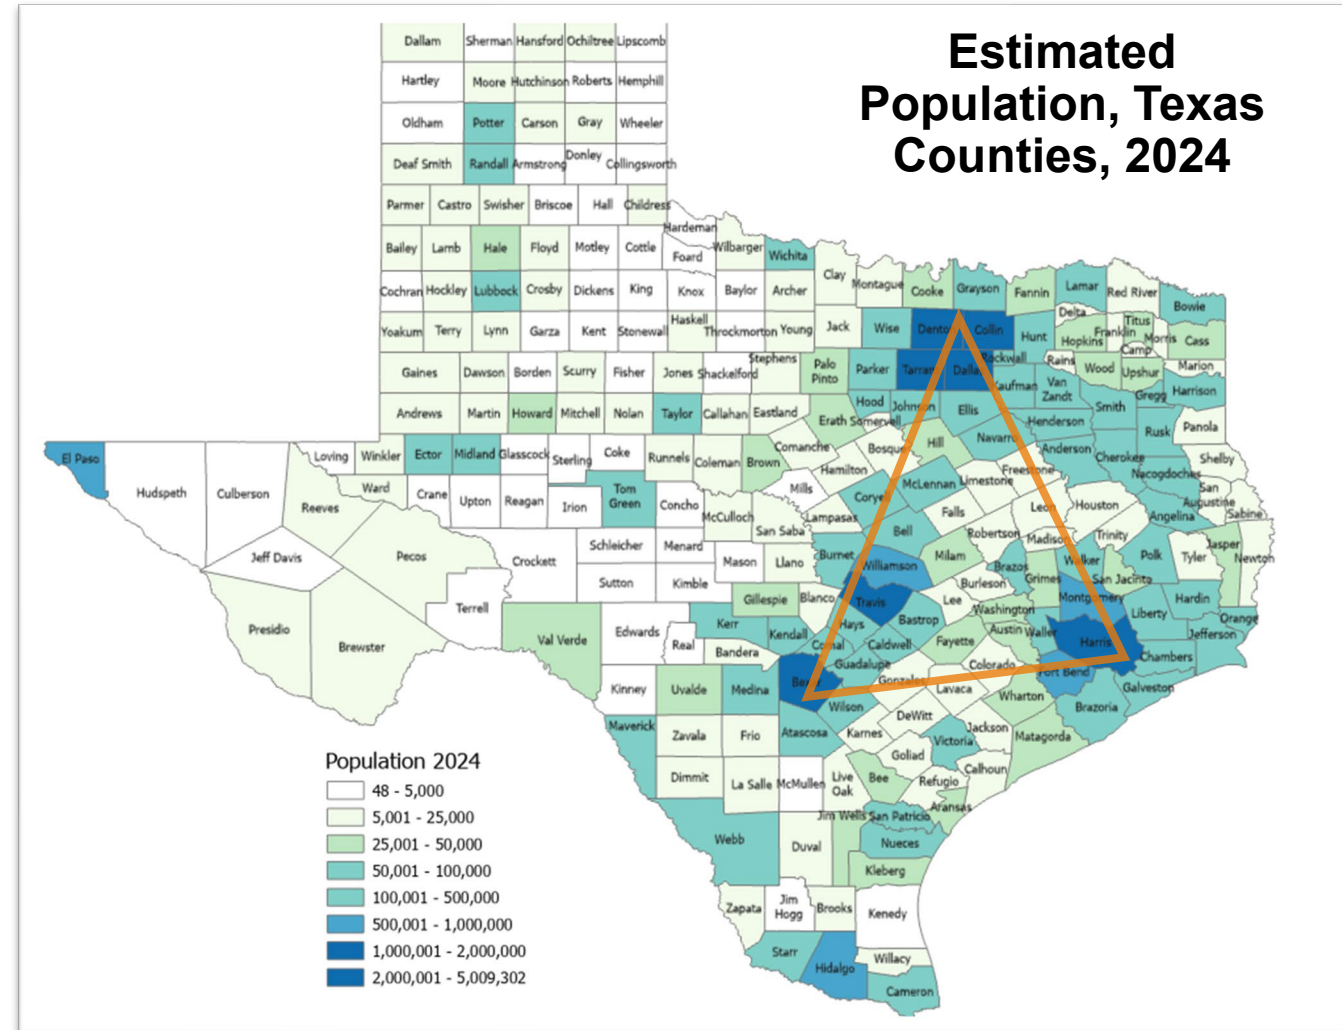 Estimated
Population, Texas
Counties, 2024
Dallam Sherman Hansford Ochiltree Lipscomb
Hartley Moore Hutchinson Roberts Hemphill
Oldham Potter Carson Gray Wheeler
Deaf Smith Randall Armstrong Donley Collingsworth
Parmer Castro Swisher Briscoe Hall Childress
Hardeman
Bailey Lamb Hale Floyd Motley Cottle Foard Wilbarger Wichita
Clay Montague Cooke Grayson Fannin Lamar Red River Bowie
Cochran Hockley Lubbock Crosby Dickens King Knox Baylor Archer
Delta Titus
Yoakum Terry Lynn Garza Kent Stonewall Haskell Throckmorton Young Jack Wise Dento Collin Hunt Hopkins Franklin Morris Cass
Camp
Gaines Dawson Borden Scurry Fisher Jones Shackelford Stephens Palo
Pinto Parker Tarran Dalla Rockwall Rains Wood Upshur Marion
Kaufman Van
Zandt Gregg Harrison
Andrews Martin Howard Mitchell Nolan Taylor Callahan Eastland Erath Somervell Hood Johnson Ellis Henderson Smith Rusk Panola
El Paso Hudspeth Culberson Loving Winkler Ector Midland Glasscock Sterling Coke Runnels Coleman Brown Comanche Bosque Hill Navarro Anderson Cherokee Nacogdoches Shelby
Hamilton Freestone
Reeves Ward Crane Upton Reagan Irion Tom
Green Concho McCulloch San Saba Mills Lampasas Coryell McLennan Limestone Falls Leon Houston Angelina San
Augustine
Sabine
Jeff Davis Pecos Crockett Schleicher Menard Mason Llano Burnet Bell Milam Robertson Madison Trinity Polk Tyler Jasper Newton
Sutton Kimble Williamson Brazos Burleson Grimes Walker San Jacinto
Presidio Brewster Terrell Val Verde Edwards Real Kerr Gillespie Blanco Travis Lee Washington Montgomery Liberty Hardin Orange
Kendall Hays Bastrop Fayette Austin Waller Harris Jefferson
Bandera Comal Caldwell Colorado Chambers
Kinney Uvalde Medina Bexar Guadalupe Gonzales Lavaca Fort Bend Galveston
Wilson Wharton Brazoria
Maverick Zavala Frio Atascosa Karnes DeWitt Jackson Matagorda
Goliad Victoria Calhoun
Dimmit La Salle McMullen Live
Oak Bee Refugio Aransas
Webb Duval Jim Wells San Patricio Nueces
Kleberg
Zapata Jim
Hogg Brooks Kenedy
Starr Hidalgo Willacy
Cameron
Population 2024
48 - 5,000
5,001 - 25,000
25,001 - 50,000
50,001 - 100,000
100,001 - 500,000
500,001 - 1,000,000
1,000,001 - 2,000,000
2,000,001 - 5,009,302